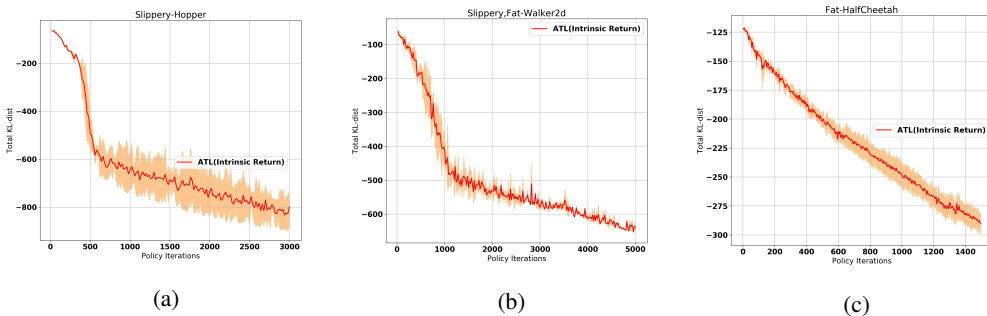 Slippery-Hopper
Total KL-dist
−200
−400
−600
−800
ATL(Intrinsic Return)
0
500
1000
1500
2000
2500
3000
Policy Iterations
(a)
Slippery,Fat-Walker2d
Total KL-dist
−100
−200
−300
−400
−500
−600
ATL(Intrinsic Return)
0
1000
2000
3000
4000
5000
Policy Iterations
(b)
Fat-HalfCheetah
Total KL-dist
−125
−150
−175
−200
−225
−250
−275
−300
ATL(Intrinsic Return)
0
200
400
600
800
1000
1200
1400
Policy Iterations
(c)